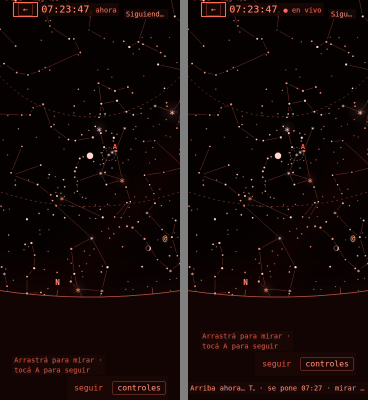 ← 07:23:47 ahora Siguiend…
A
@
N
Arrastrá para mirar ·
tocá A para seguir
seguir controles
← 07:23:47 ● en vivo Sigu…
A
@
N
Arrastrá para mirar ·
tocá A para seguir
seguir controles
Arriba ahora… T. · se pone 07:27 · mirar …